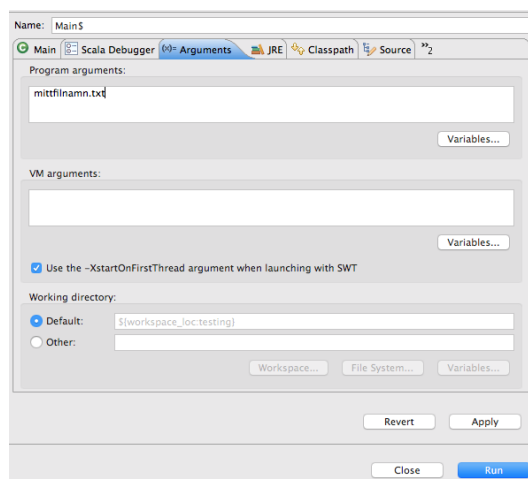 Name: Main$
Main Scala Debugger (x)= Arguments JRE Classpath Source »2
Program arguments:
mittfilnamn.txt
Variables...
VM arguments:
Variables...
Use the -XstartOnFirstThread argument when launching with SWT
Working directory:
Default: ${workspace_loc:testing}
Other:
Workspace... File System... Variables...
Revert Apply
Close Run